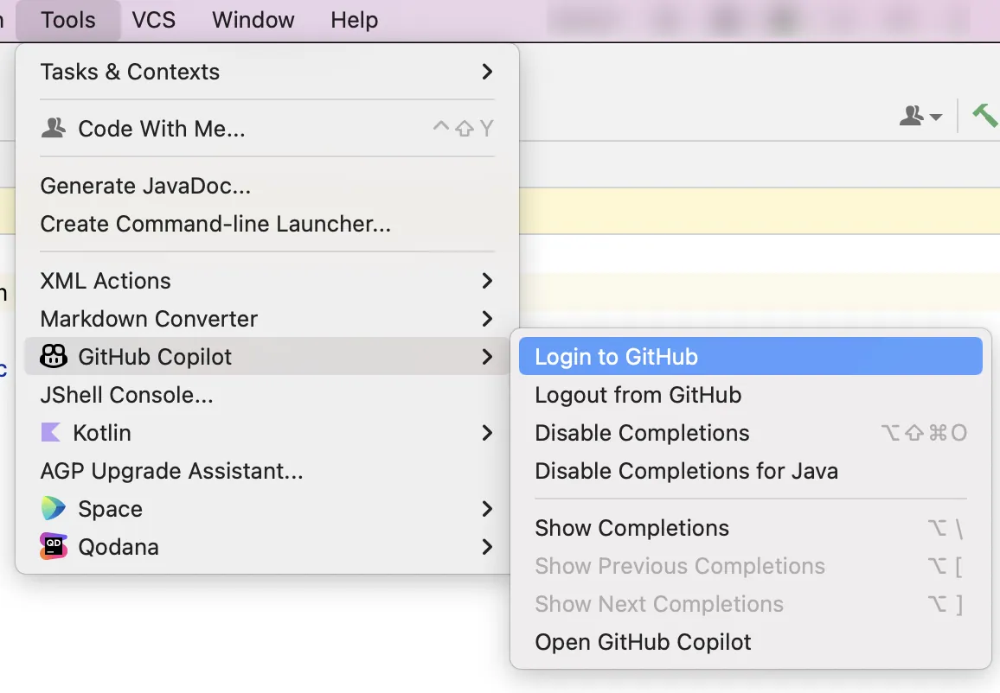 Tools VCS Window Help
Tasks & Contexts
Code With Me... ^⇧Y
Generate JavaDoc...
Create Command-line Launcher...
XML Actions
Markdown Converter
GitHub Copilot
JShell Console...
Kotlin
AGP Upgrade Assistant...
Space
QD Qodana
Login to GitHub
Logout from GitHub
Disable Completions ⌥⇧⌘O
Disable Completions for Java
Show Completions ⌥\
Show Previous Completions ⌥[
Show Next Completions ⌥]
Open GitHub Copilot